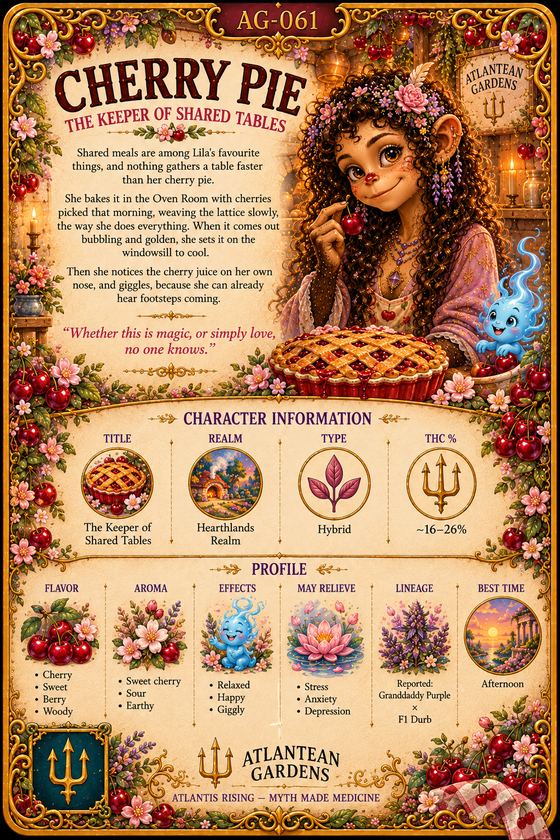 AG-061
CHERRY PIE
THE KEEPER OF SHARED TABLES
ATLANTEAN
GARDENS
Shared meals are among Lila's favourite
things, and nothing gathers a table faster
than her cherry pie.
She bakes it in the Oven Room with cherries
picked that morning, weaving the lattice slowly,
the way she does everything. When it comes out
bubbling and golden, she sets it on the
windowsill to cool.
Then she notices the cherry juice on her own
nose, and giggles, because she can already
hear footsteps coming.
“Whether this is magic, or simply love,
no one knows.”
CHARACTER INFORMATION
TITLE
The Keeper of
Shared Tables
REALM
Hearthlands
Realm
TYPE
Hybrid
THC %
~16–26%
PROFILE
FLAVOR
• Cherry
• Sweet
• Berry
• Woody
AROMA
• Sweet cherry
• Sour
• Earthy
EFFECTS
• Relaxed
• Happy
• Giggly
MAY RELIEVE
• Stress
• Anxiety
• Depression
LINEAGE
Reported:
Granddaddy Purple
×
F1 Durb
BEST TIME
Afternoon
ATLANTEAN
GARDENS
ATLANTIS RISING – MYTH MADE MEDICINE